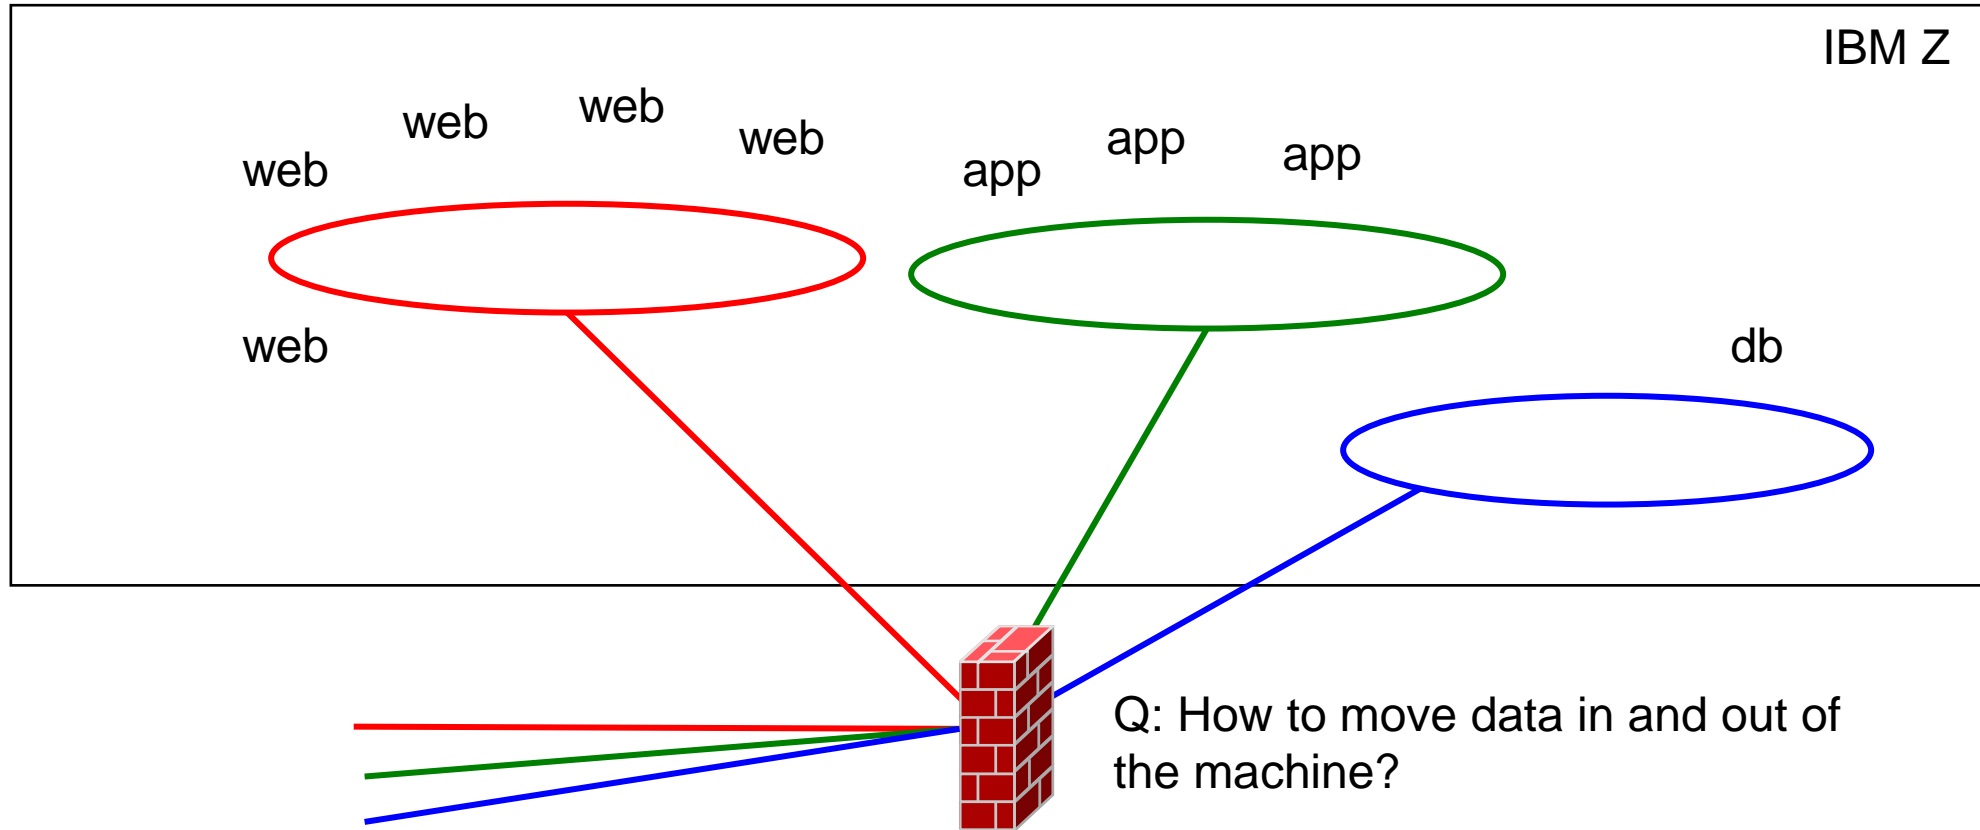 IBM Z
web
web
web
web
app
app
app
web
db
Q: How to move data in and out of
the machine?